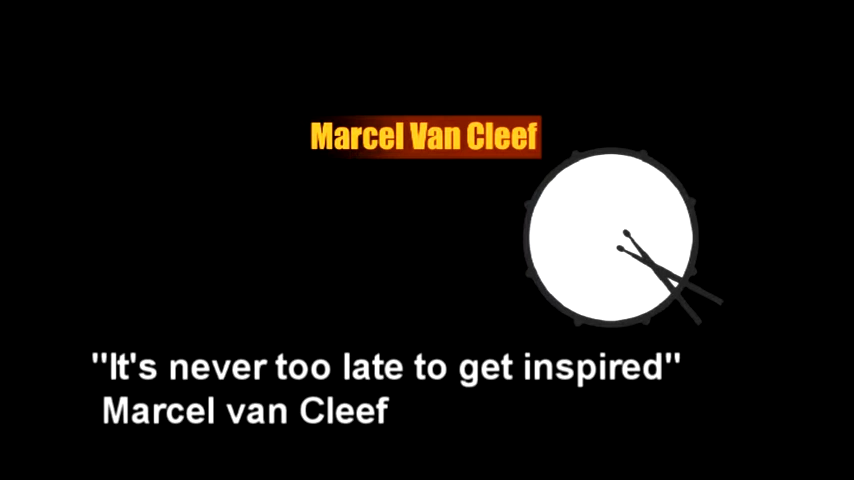 Marcel Van Cleef
"It's never too late to get inspired"
Marcel van Cleef